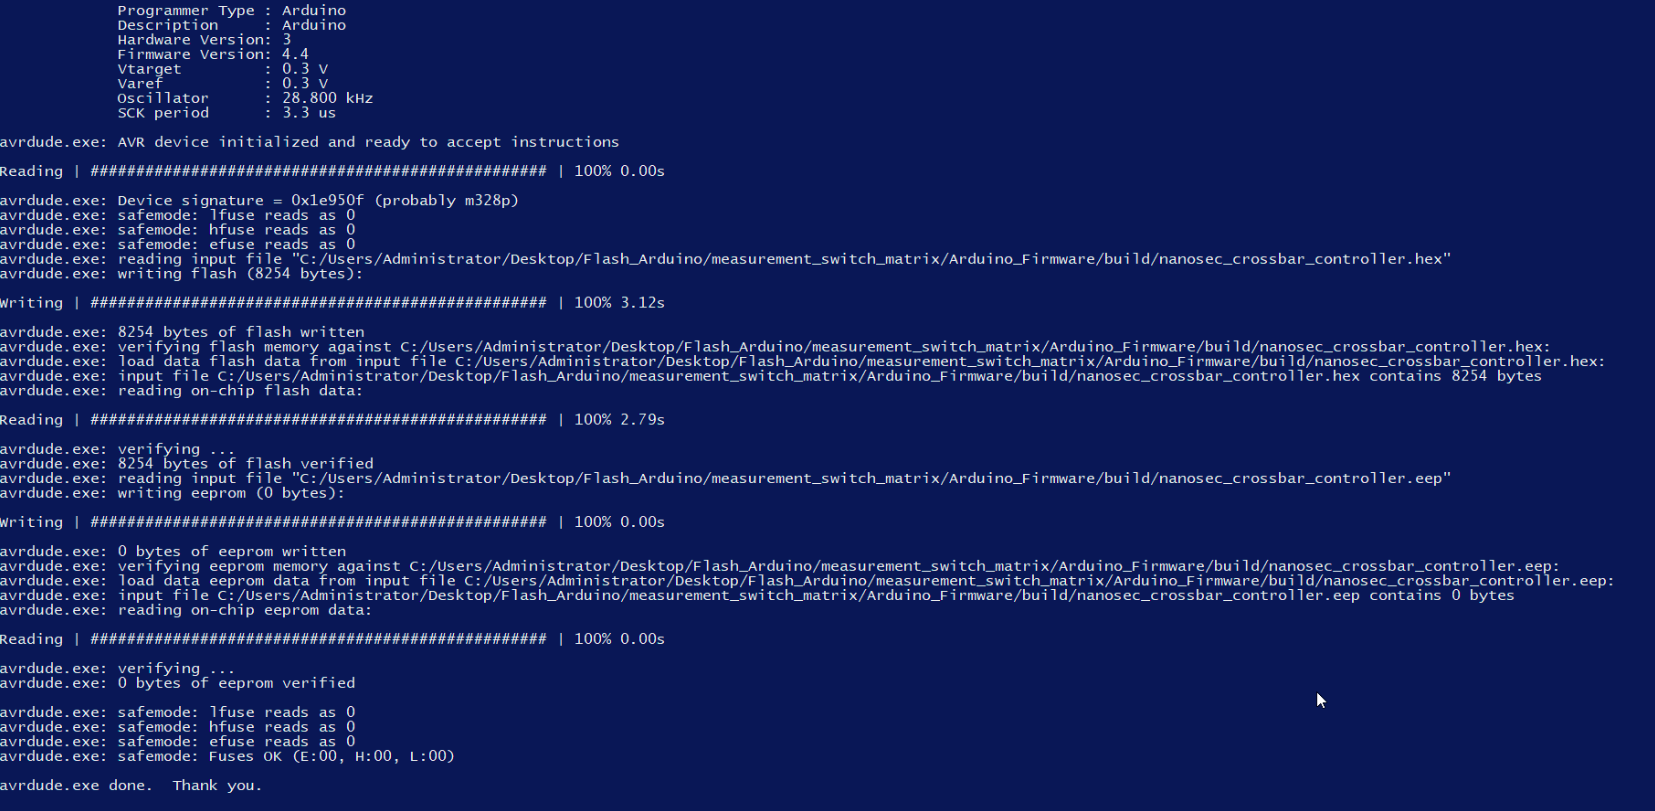 Programmer Type : Arduino
Description     : Arduino
Hardware Version: 3
Firmware Version: 4.4
Vtarget         : 0.3 V
Varef           : 0.3 V
Oscillator      : 28.800 kHz
SCK period      : 3.3 us
avrdude.exe: AVR device initialized and ready to accept instructions
Reading | ################################################## | 100% 0.00s
avrdude.exe: Device signature = 0x1e950f (probably m328p)
avrdude.exe: safemode: lfuse reads as 0
avrdude.exe: safemode: hfuse reads as 0
avrdude.exe: safemode: efuse reads as 0
avrdude.exe: reading input file "C:/Users/Administrator/Desktop/Flash_Arduino/measurement_switch_matrix/Arduino_Firmware/build/nanosec_crossbar_controller.hex"
avrdude.exe: writing flash (8254 bytes):
Writing | ################################################## | 100% 3.12s
avrdude.exe: 8254 bytes of flash written
avrdude.exe: verifying flash memory against C:/Users/Administrator/Desktop/Flash_Arduino/measurement_switch_matrix/Arduino_Firmware/build/nanosec_crossbar_controller.hex:
avrdude.exe: load data flash data from input file C:/Users/Administrator/Desktop/Flash_Arduino/measurement_switch_matrix/Arduino_Firmware/build/nanosec_crossbar_controller.hex:
avrdude.exe: input file C:/Users/Administrator/Desktop/Flash_Arduino/measurement_switch_matrix/Arduino_Firmware/build/nanosec_crossbar_controller.hex contains 8254 bytes
avrdude.exe: reading on-chip flash data:
Reading | ################################################## | 100% 2.79s
avrdude.exe: verifying ...
avrdude.exe: 8254 bytes of flash verified
avrdude.exe: reading input file "C:/Users/Administrator/Desktop/Flash_Arduino/measurement_switch_matrix/Arduino_Firmware/build/nanosec_crossbar_controller.eep"
avrdude.exe: writing eeprom (0 bytes):
Writing | ################################################## | 100% 0.00s
avrdude.exe: 0 bytes of eeprom written
avrdude.exe: verifying eeprom memory against C:/Users/Administrator/Desktop/Flash_Arduino/measurement_switch_matrix/Arduino_Firmware/build/nanosec_crossbar_controller.eep:
avrdude.exe: load data eeprom data from input file C:/Users/Administrator/Desktop/Flash_Arduino/measurement_switch_matrix/Arduino_Firmware/build/nanosec_crossbar_controller.eep:
avrdude.exe: input file C:/Users/Administrator/Desktop/Flash_Arduino/measurement_switch_matrix/Arduino_Firmware/build/nanosec_crossbar_controller.eep contains 0 bytes
avrdude.exe: reading on-chip eeprom data:
Reading | ################################################## | 100% 0.00s
avrdude.exe: verifying ...
avrdude.exe: 0 bytes of eeprom verified
avrdude.exe: safemode: lfuse reads as 0
avrdude.exe: safemode: hfuse reads as 0
avrdude.exe: safemode: efuse reads as 0
avrdude.exe: safemode: Fuses OK (E:00, H:00, L:00)
avrdude.exe done.  Thank you.